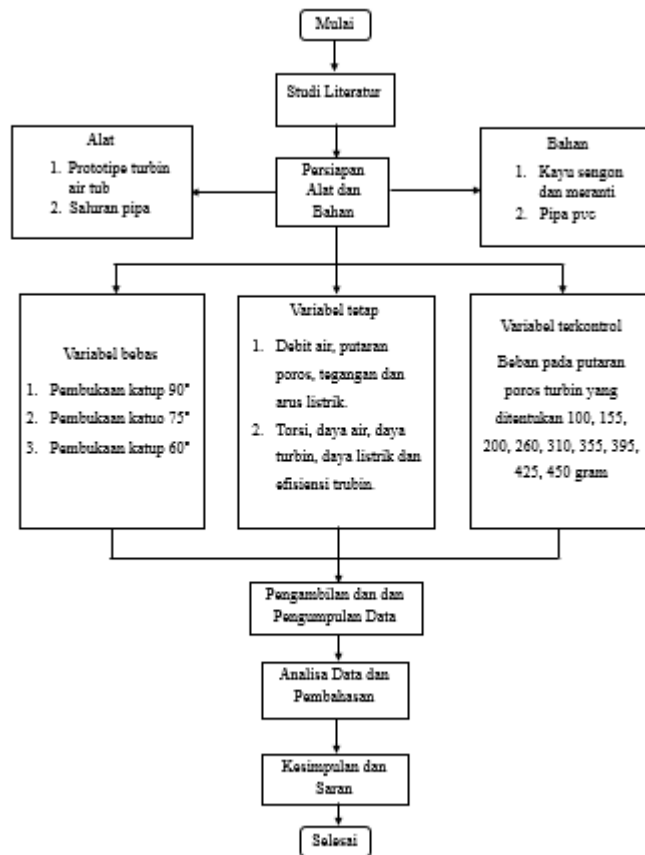 Mulai
Studi Literatur
Alat
1. Prototipe turbin
air tub
2. Saluran pipa
Persiapan
Alat dan
Bahan
Bahan
1. Kayu sengon
dan meranti
2. Pipa pvc
Variabel bebas
1. Pembukaan katup 90°
2. Pembukaan katuo 75°
3. Pembukaan katup 60°
Variabel tetap
1. Debit air, putaran
poros, tegangan dan
arus listrik.
2. Torsi, daya air, daya
turbin, daya listrik dan
efisiensi trubin.
Variabel terkontrol
Beban pada putaran
poros turbin yang
ditentukan 100, 155,
200, 260, 310, 355, 395,
425, 450 gram
Pengambilan dan dan
Pengumpulan Data
Analisa Data dan
Pembahasan
Kesimpulan dan
Saran
Selesai